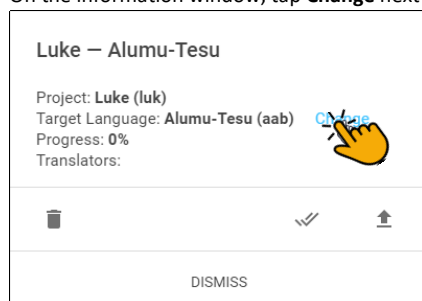 On the information window, tap Change next
Luke — Alumu-Tesu
Project: Luke (luk)
Target Language: Alumu-Tesu (aab) Change
Progress: 0%
Translators:
DISMISS